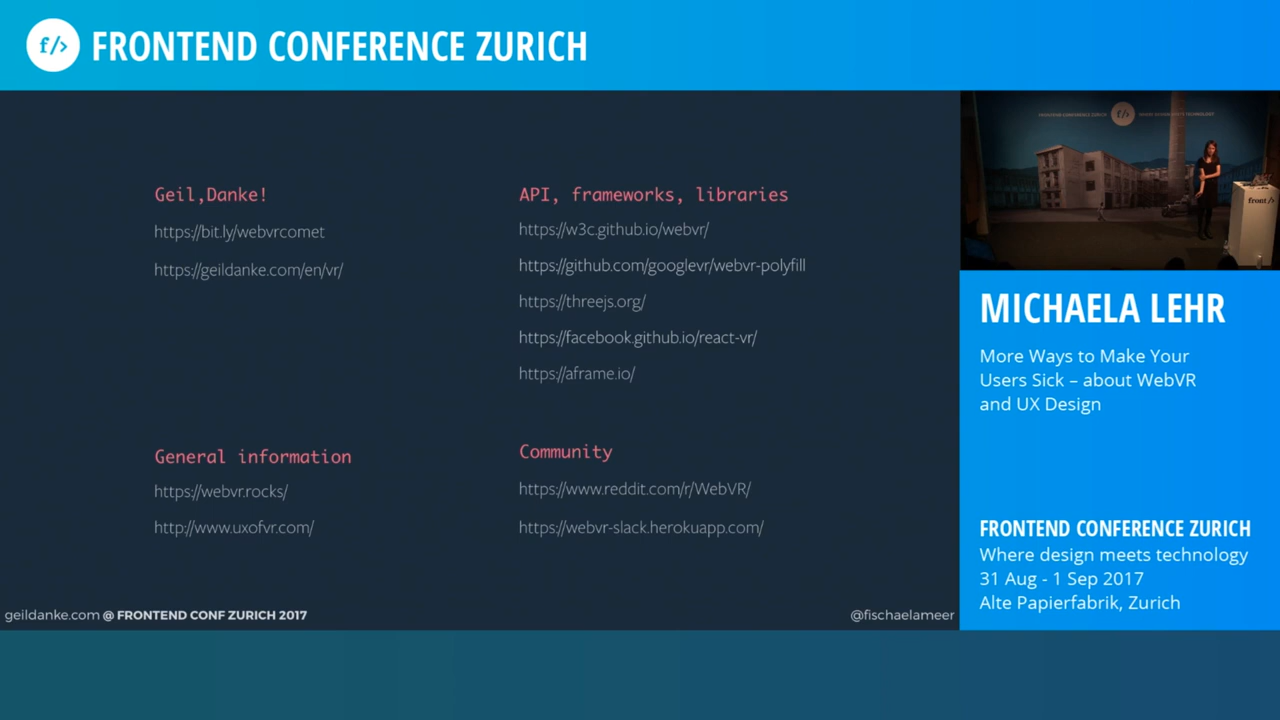 f/> FRONTEND CONFERENCE ZURICH
Geil,Danke!
https://bit.ly/webvrcomet
https://geildanke.com/en/vr/
API, frameworks, libraries
https://w3c.github.io/webvr/
https://github.com/googlevr/webvr-polyfill
https://threejs.org/
https://facebook.github.io/react-vr/
https://aframe.io/
General information
https://webvr.rocks/
http://www.uxofvr.com/
Community
https://www.reddit.com/r/WebVR/
https://webvr-slack.herokuapp.com/
geildanke.com @ FRONTEND CONF ZURICH 2017
@fischaelameer
FRONTEND CONFERENCE ZURICH f/>
front />
MICHAELA LEHR
More Ways to Make Your
Users Sick – about WebVR
and UX Design
FRONTEND CONFERENCE ZURICH
Where design meets technology
31 Aug - 1 Sep 2017
Alte Papierfabrik, Zurich